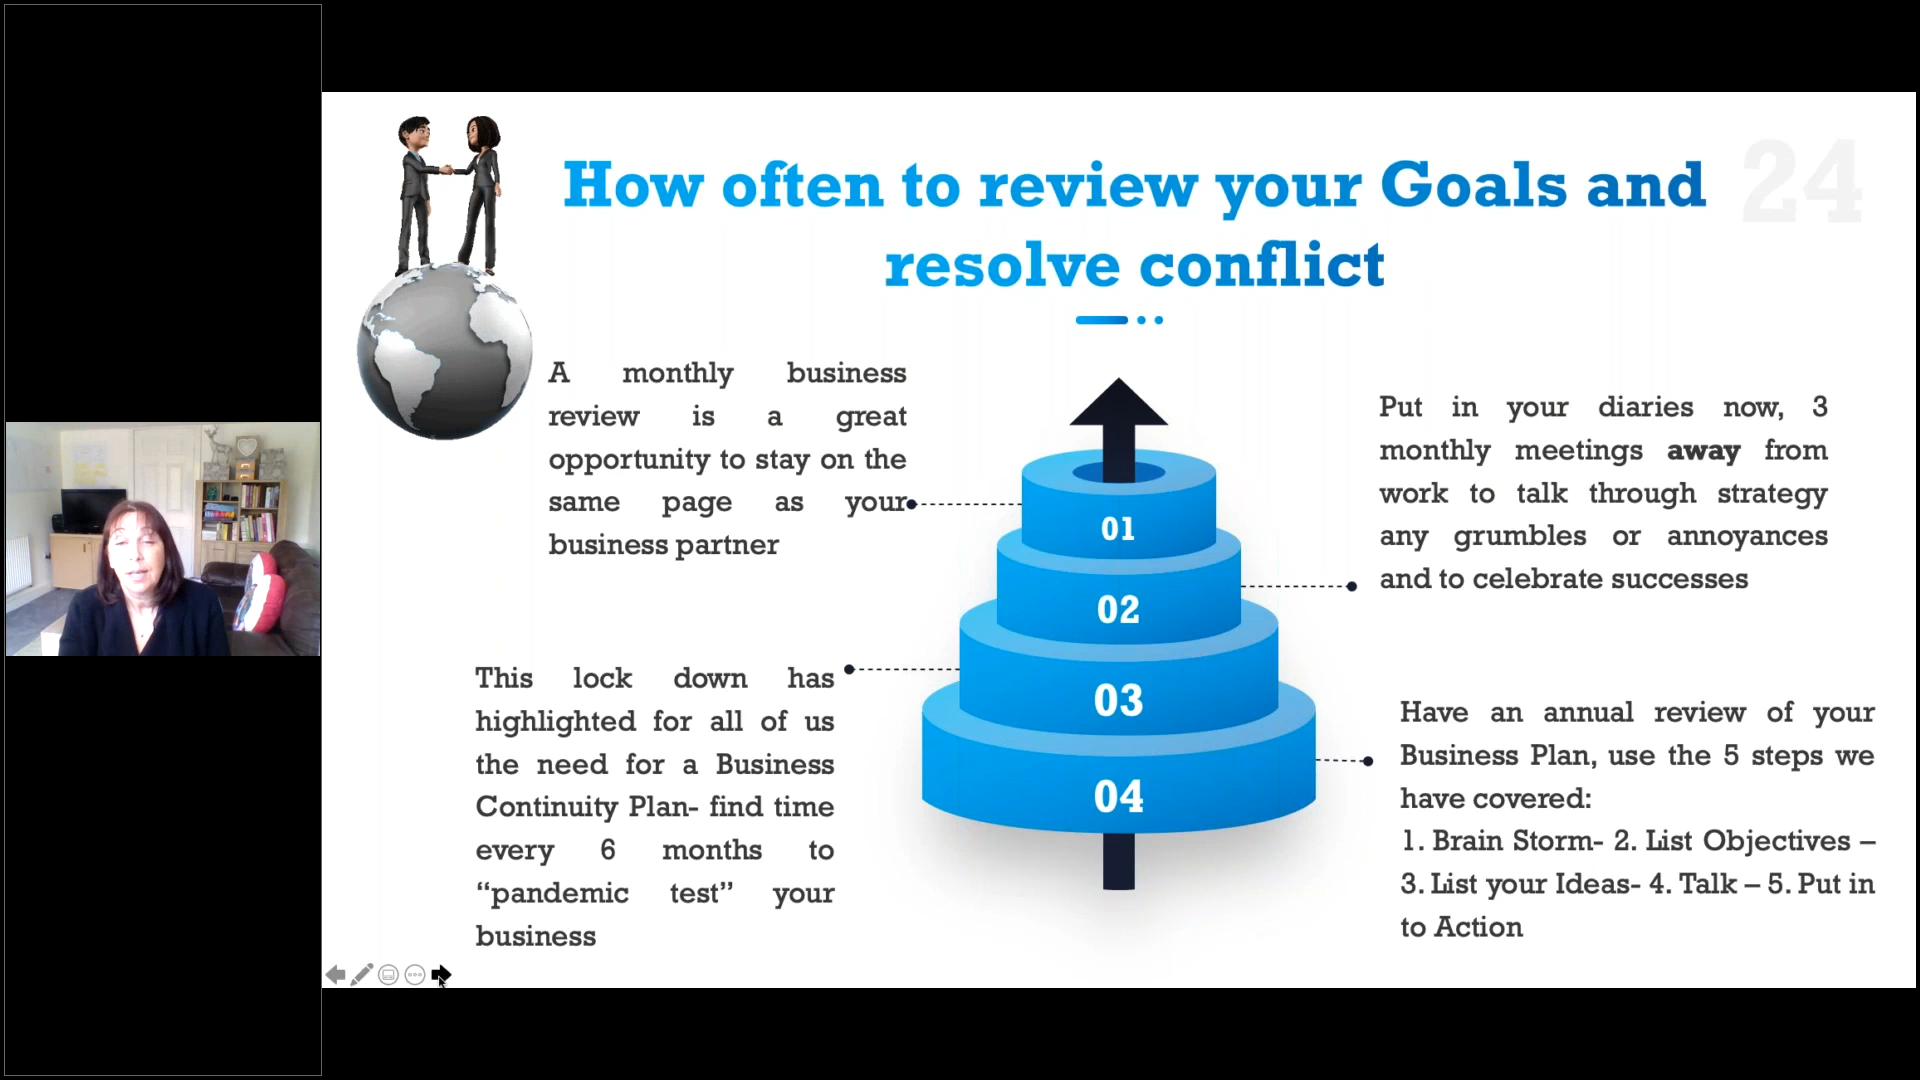 How often to review your Goals and
resolve conflict
24
A monthly business
review is a great
opportunity to stay on the
same page as your
business partner
01
Put in your diaries now, 3
monthly meetings away from
work to talk through strategy
any grumbles or annoyances
and to celebrate successes
02
This lock down has
highlighted for all of us
the need for a Business
Continuity Plan- find time
every 6 months to
“pandemic test” your
business
03
Have an annual review of your
Business Plan, use the 5 steps we
have covered:
1. Brain Storm- 2. List Objectives –
3. List your Ideas- 4. Talk – 5. Put in
to Action
04